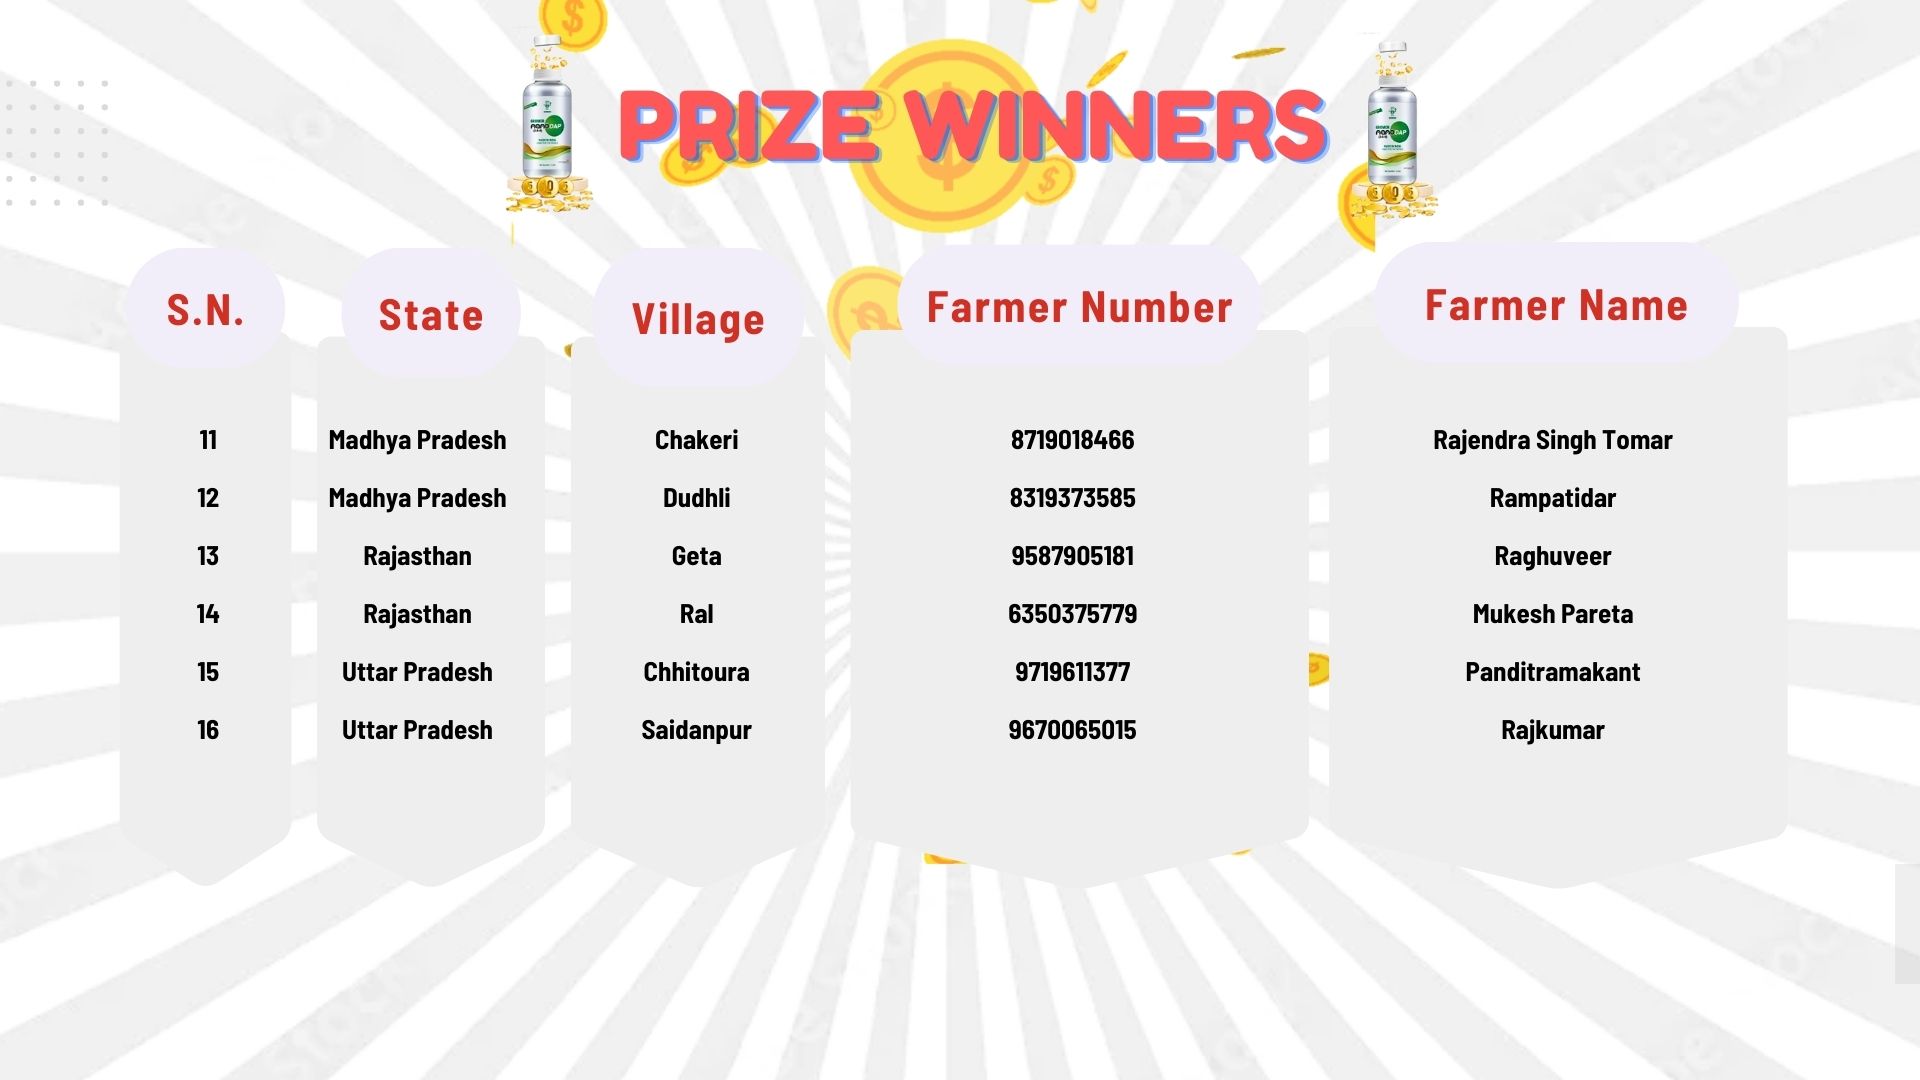 PRIZE WINNERS
S.N. State Village Farmer Number Farmer Name
11 Madhya Pradesh Chakeri 8719018466 Rajendra Singh Tomar
12 Madhya Pradesh Dudhli 8319373585 Rampatidar
13 Rajasthan Geta 9587905181 Raghuveer
14 Rajasthan Ral 6350375779 Mukesh Pareta
15 Uttar Pradesh Chhitoura 9719611377 Panditramakant
16 Uttar Pradesh Saidanpur 9670065015 Rajkumar